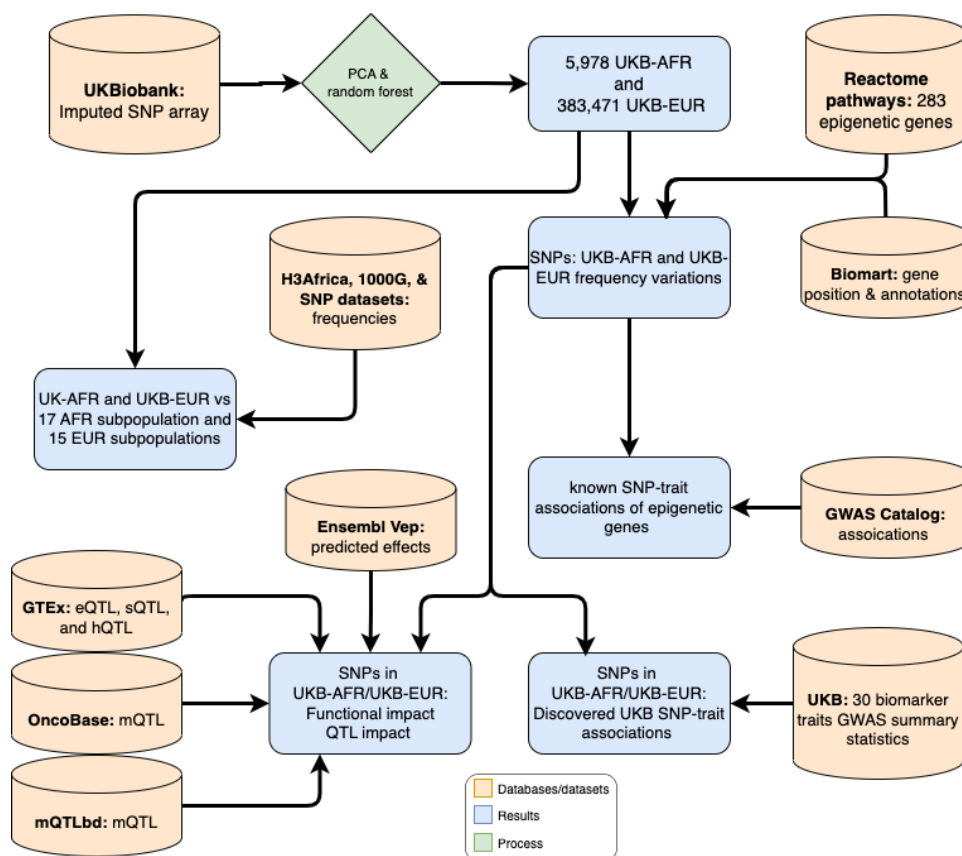 UKBiobank:
Imputed SNP array
PCA &
random forest
5,978 UKB-AFR
and
383,471 UKB-EUR
Reactome
pathways: 283
epigenetic genes
SNPs: UKB-AFR and UKB-
EUR frequency variations
Biomart: gene
position & annotations
H3Africa, 1000G, &
SNP datasets:
frequencies
UK-AFR and UKB-EUR vs
17 AFR subpopulation and
15 EUR subpopulations
known SNP-trait
associations of epigenetic
genes
GWAS Catalog:
assoications
Ensembl Vep:
predicted effects
GTEx: eQTL, sQTL,
and hQTL
OncoBase: mQTL
mQTLbd: mQTL
SNPs in
UKB-AFR/UKB-EUR:
Functional impact
QTL impact
SNPs in
UKB-AFR/UKB-EUR:
Discovered UKB SNP-trait
associations
UKB: 30 biomarker
traits GWAS summary
statistics
Databases/datasets
Results
Process